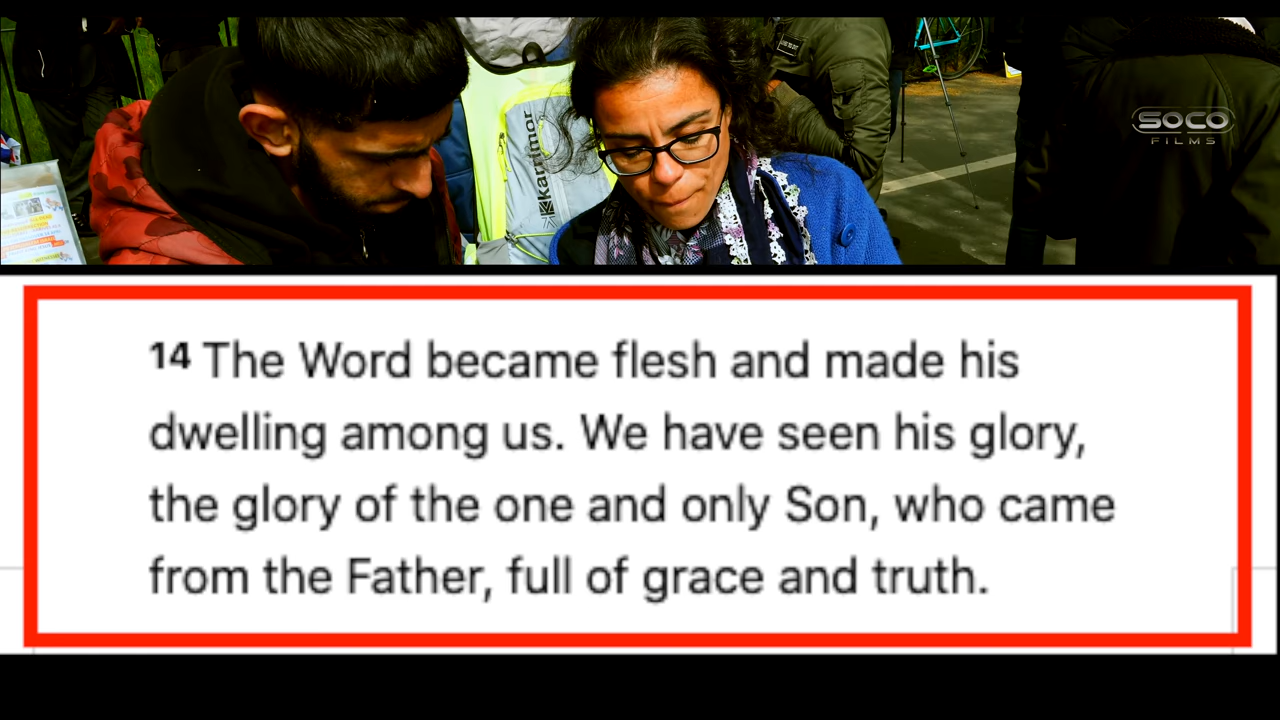 karrimor
SOCO
FILMS
14 The Word became flesh and made his
dwelling among us. We have seen his glory,
the glory of the one and only Son, who came
from the Father, full of grace and truth.